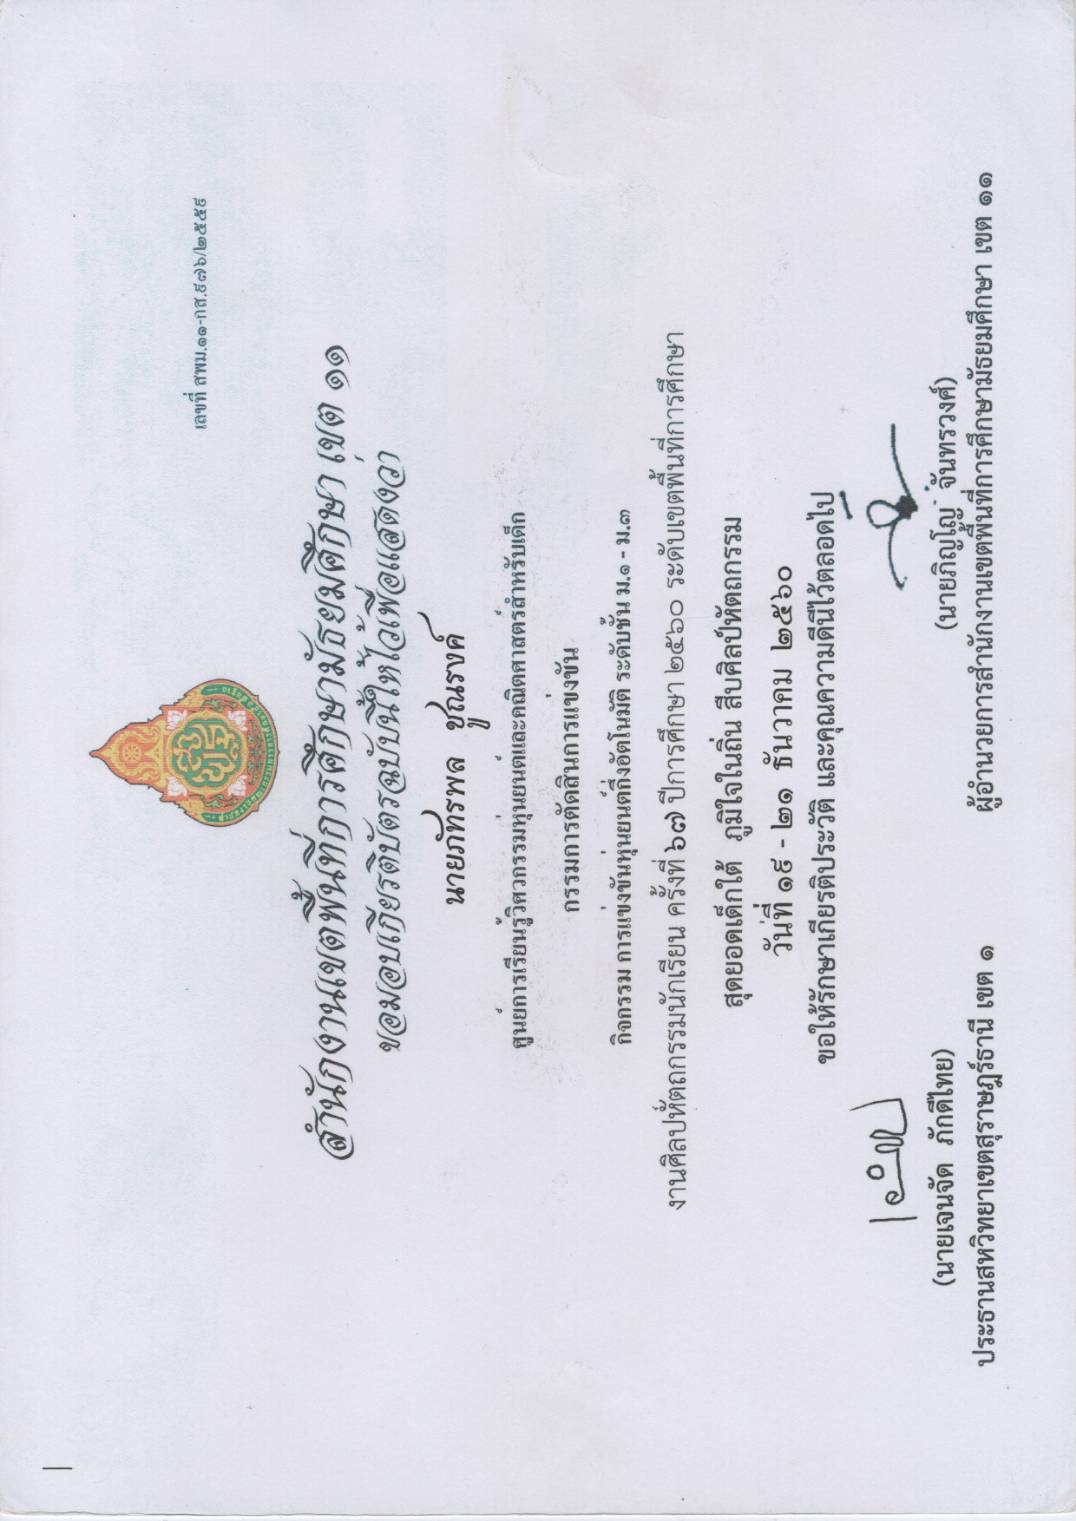 เลขที่ สพม.๑๑-กส.๙๗๖/๒๕๕๙
สำนักงานเขตพื้นที่การศึกษามัธยมศึกษา เขต ๑๑
ขอมอบเกียรติบัตรฉบับนี้ให้ไว้เพื่อแสดงว่า
นายภัทรพล ชูณรงค์
ศูนย์การเรียนรู้วิศวกรรมหุ่นยนต์และคณิตศาสตร์สำหรับเด็ก
กรรมการตัดสินการแข่งขัน
กิจกรรม การแข่งขันหุ่นยนต์กึ่งอัตโนมัติ ระดับชั้น ม.๑ - ม.๓
งานศิลปหัตถกรรมนักเรียน ครั้งที่ ๖๗ ปีการศึกษา ๒๕๖๐ ระดับเขตพื้นที่การศึกษา
สุดยอดเด็กใต้ ภูมิใจในถิ่น สืบศิลป์หัตถกรรม
วันที่ ๑๙ - ๒๑ ธันวาคม ๒๕๖๐
ขอให้รักษาเกียรติประวัติ และคุณความดีนี้ไว้ตลอดไป
(นายเจนจัด ภักดีไทย)
ประธานสหวิทยาเขตสุราษฎร์ธานี เขต ๑
(นายภิญโญ จันทรวงศ์)
ผู้อำนวยการสำนักงานเขตพื้นที่การศึกษามัธยมศึกษา เขต ๑๑